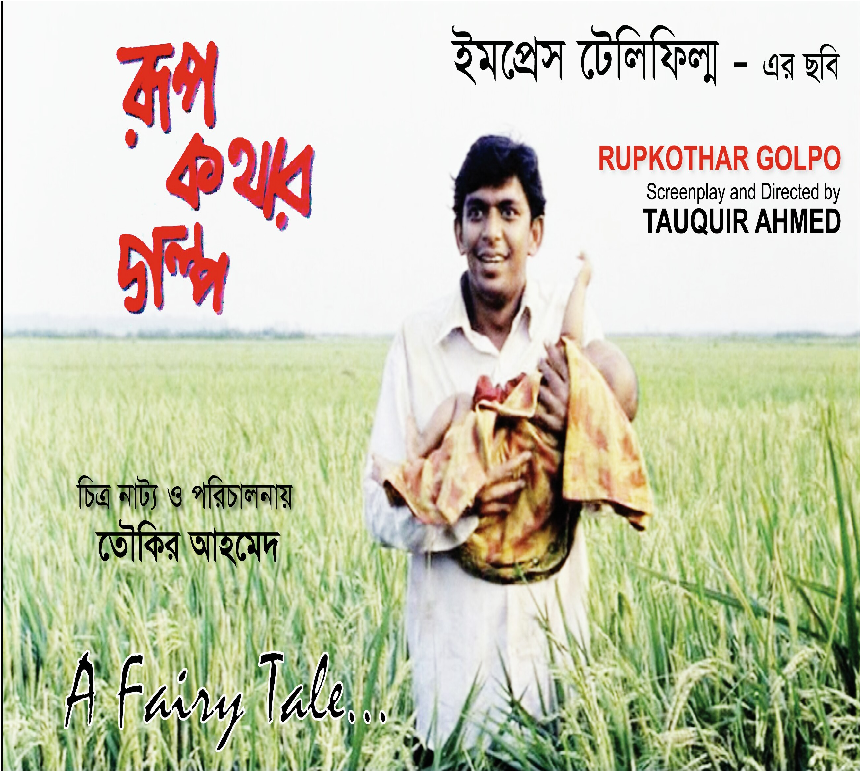 রূপ
কথার
গল্প
ইমপ্রেস টেলিফিল্ম - এর ছবি
RUPKOTHAR GOLPO
Screenplay and Directed by
TAUQUIR AHMED
চিত্র নাট্য ও পরিচালনায়
তৌকির আহমেদ
A Fairy Tale...